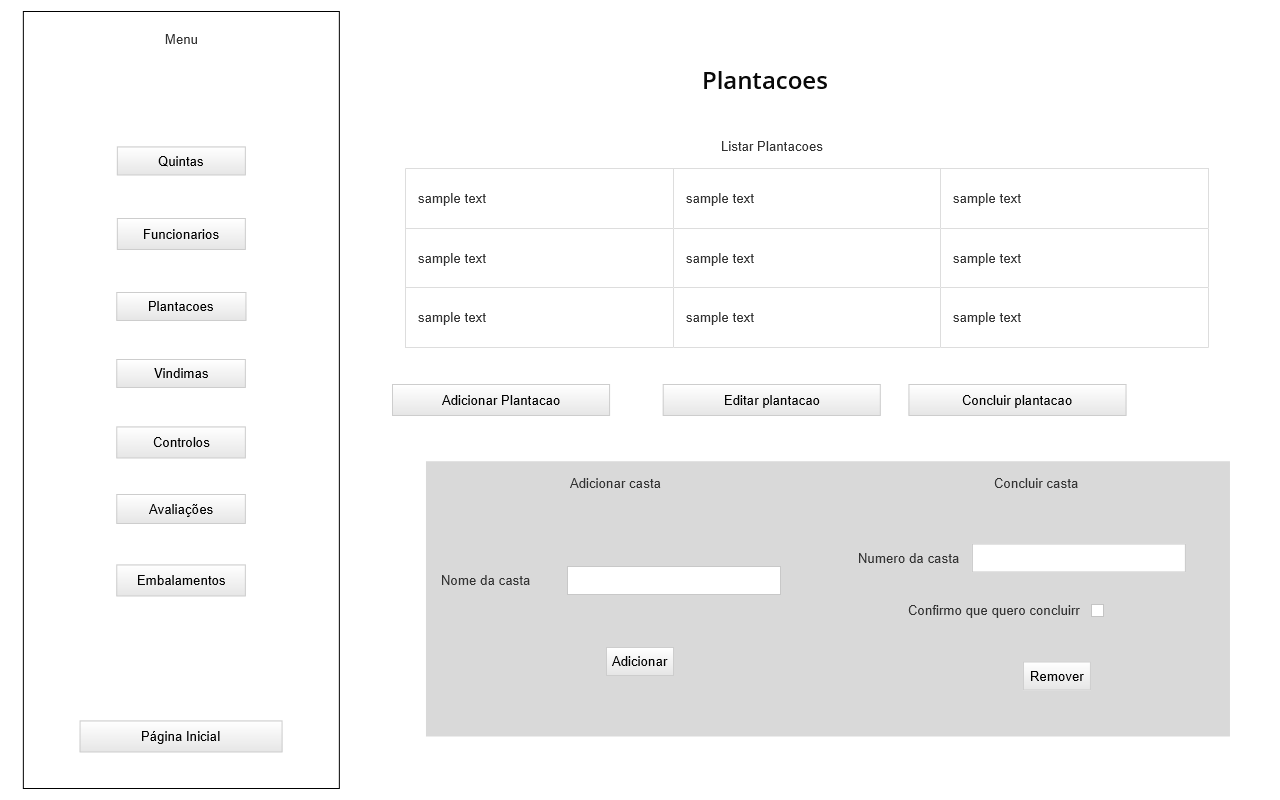 Menu
Quintas
Funcionarios
Plantacoes
Vindimas
Controlos
Avaliações
Embalamentos
Página Inicial
Plantacoes
Listar Plantacoes
sample text sample text sample text
sample text sample text sample text
sample text sample text sample text
Adicionar Plantacao Editar plantacao Concluir plantacao
Adicionar casta
Nome da casta
Adicionar
Concluir casta
Numero da casta
Confirmo que quero concluirr
Remover